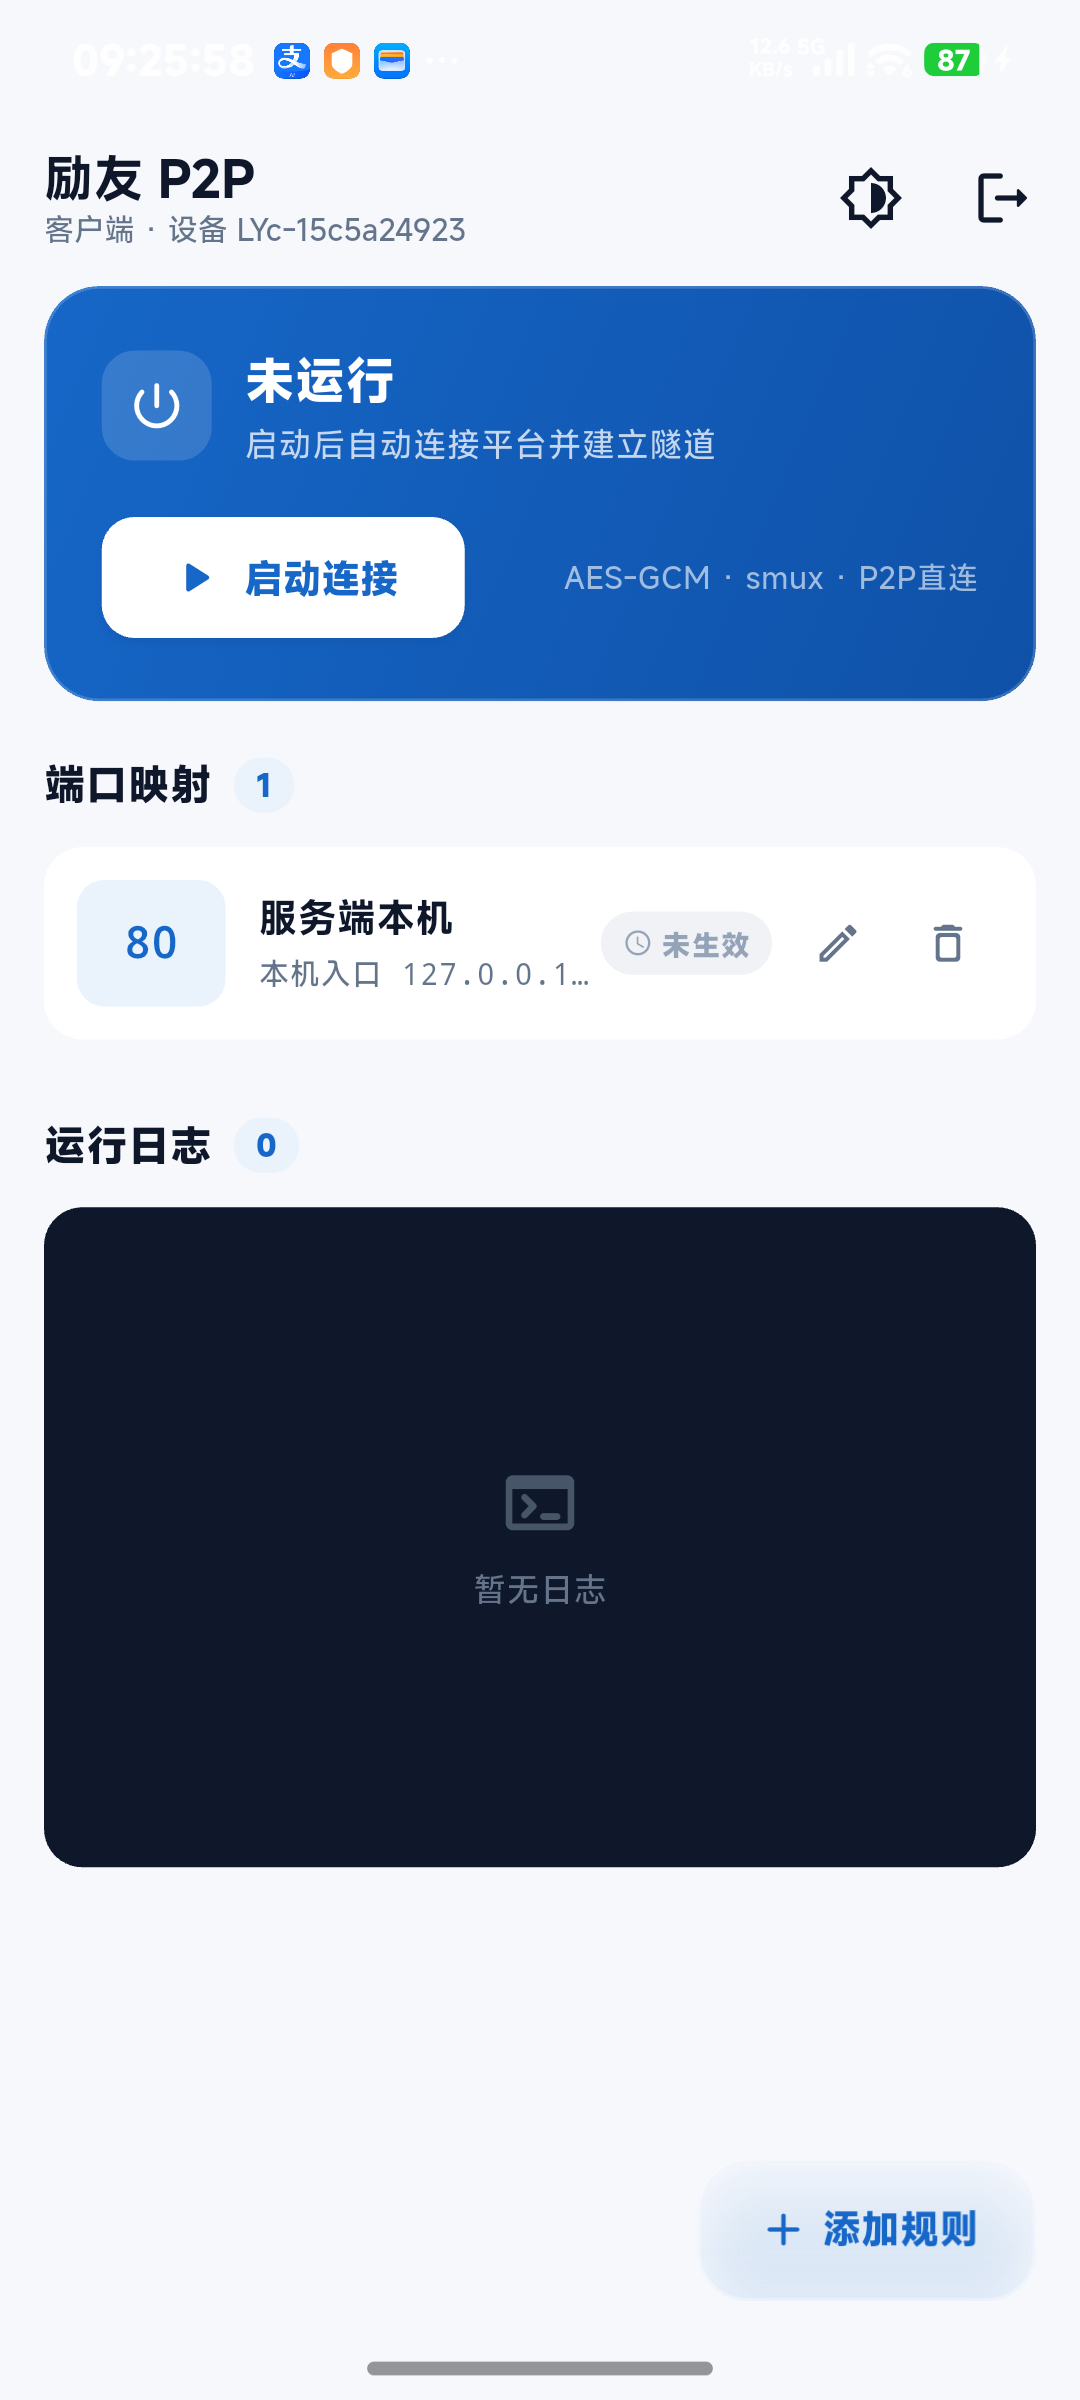 09:25:58
12.6 5G
KB/s
87
励友 P2P
客户端 · 设备 LYc-15c5a24923
未运行
启动后自动连接平台并建立隧道
启动连接
AES-GCM · smux · P2P直连
端口映射 1
80
服务端本机
本机入口 127.0.0.1…
未生效
运行日志 0
暂无日志
+ 添加规则